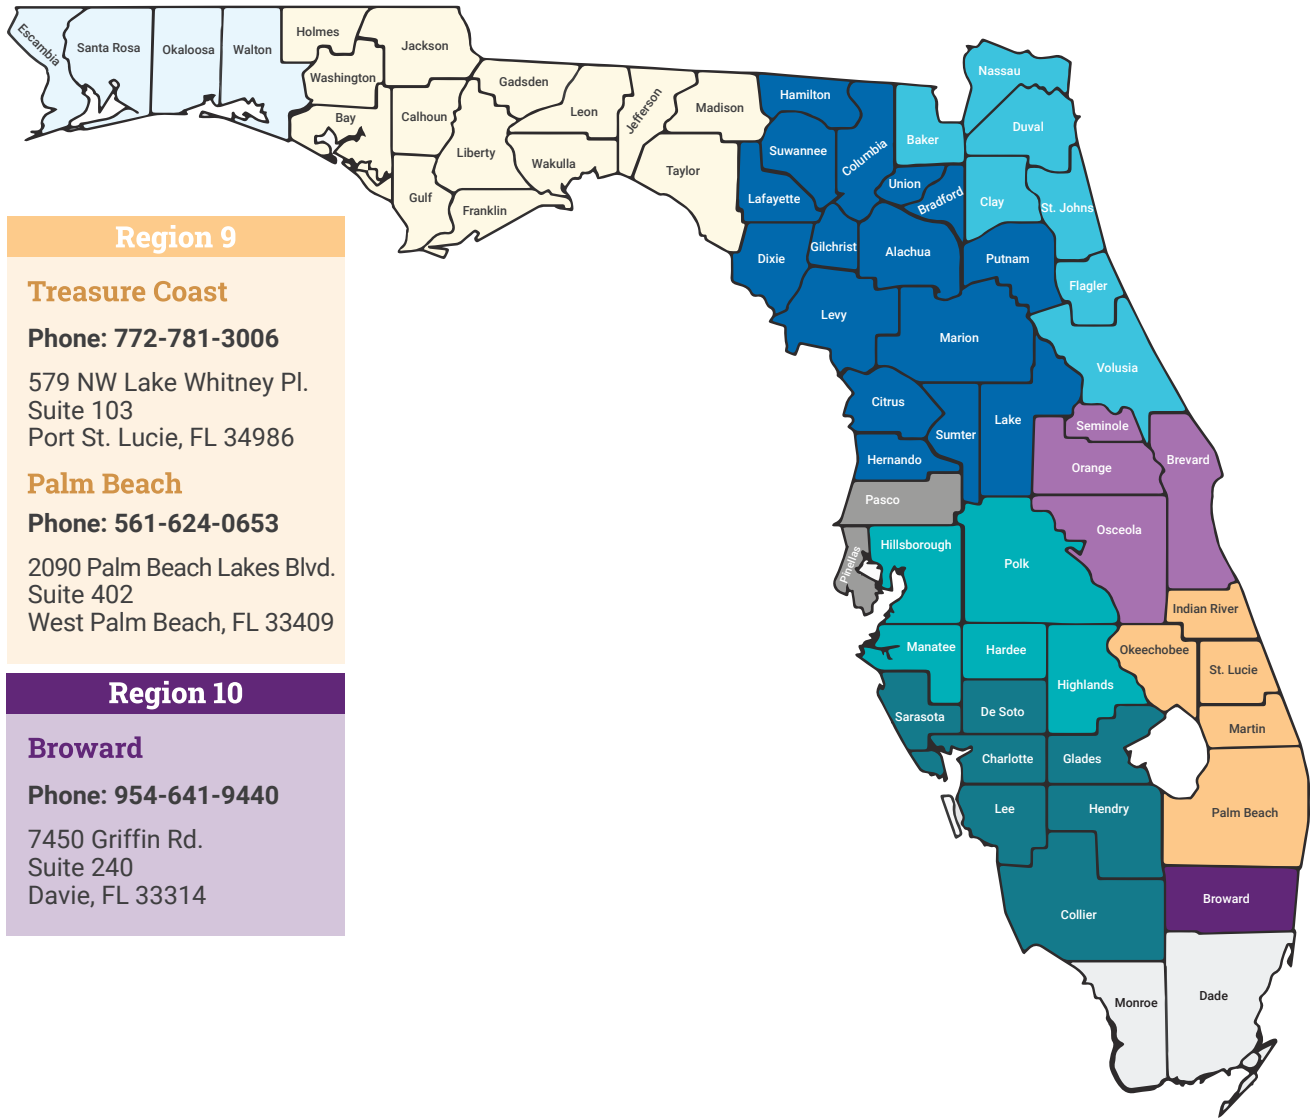 Escambia
Santa Rosa
Okaloosa
Walton
Holmes
Washington
Jackson
Bay
Calhoun
Gulf
Gadsden
Liberty
Franklin
Leon
Wakulla
Jefferson
Madison
Taylor
Hamilton
Suwannee
Lafayette
Columbia
Baker
Nassau
Duval
Union
Bradford
Clay
St. Johns
Dixie
Gilchrist
Alachua
Putnam
Flagler
Levy
Marion
Volusia
Citrus
Sumter
Lake
Hernando
Seminole
Orange
Brevard
Pasco
Pinellas
Hillsborough
Polk
Osceola
Indian River
Manatee
Hardee
Highlands
Okeechobee
St. Lucie
Sarasota
De Soto
Martin
Charlotte
Glades
Lee
Hendry
Palm Beach
Collier
Broward
Monroe
Dade
Region 9
Treasure Coast
Phone: 772-781-3006
579 NW Lake Whitney Pl.
Suite 103
Port St. Lucie, FL 34986
Palm Beach
Phone: 561-624-0653
2090 Palm Beach Lakes Blvd.
Suite 402
West Palm Beach, FL 33409
Region 10
Broward
Phone: 954-641-9440
7450 Griffin Rd.
Suite 240
Davie, FL 33314